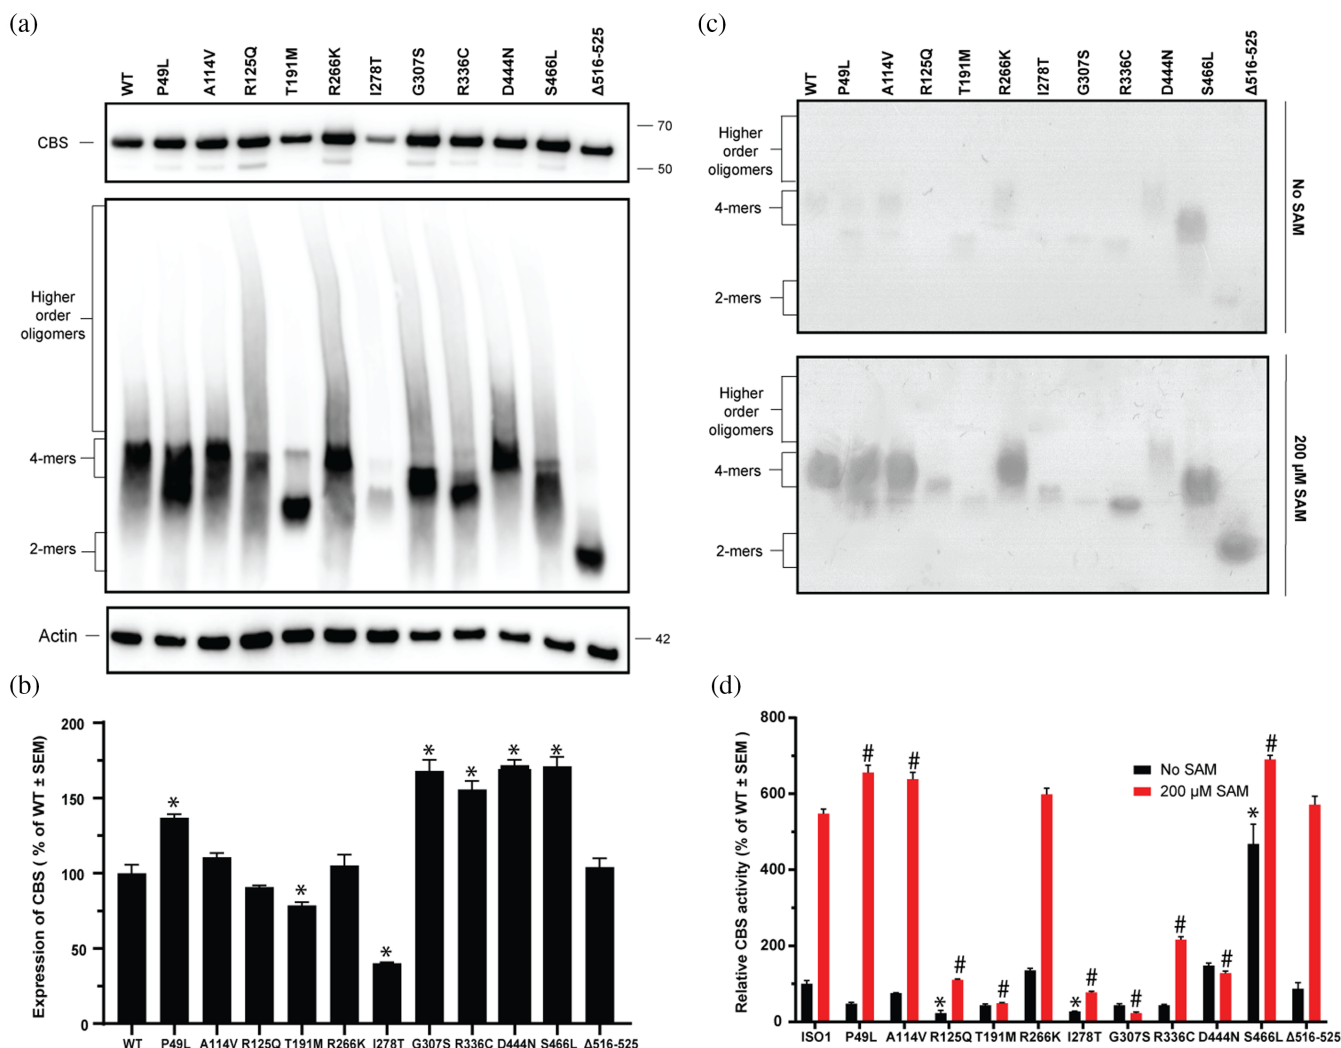 (a)
WT P49L A114V R125Q T191M R266K I278T G307S R336C D444N S466L Δ516-525
CBS
70
50
Higher
order
oligomers
4-mers
2-mers
Actin
42
(b)
Expression of CBS ( % of WT ± SEM)
200
150
100
50
0
* * * * * * *
WT P49L A114V R125Q T191M R266K I278T G307S R336C D444N S466L Δ516-525
(c)
WT P49L A114V R125Q T191M R266K I278T G307S R336C D444N S466L Δ516-525
Higher
order
oligomers
4-mers
2-mers
No SAM
Higher
order
oligomers
4-mers
2-mers
200 µM SAM
(d)
Relative CBS activity (% of WT ± SEM )
800
600
400
200
0
No SAM
200 µM SAM
# # * # # * # # # # * #
ISO1 P49L A114V R125Q T191M R266K I278T G307S R336C D444N S466L Δ516-525